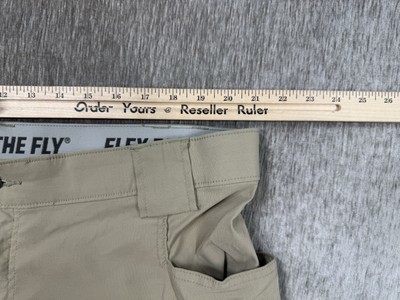 12 13 14 15 16 17 18 19 20 21 22 23 24 25 26
Order Yours @ Reseller Ruler
THE FLY® FLEX